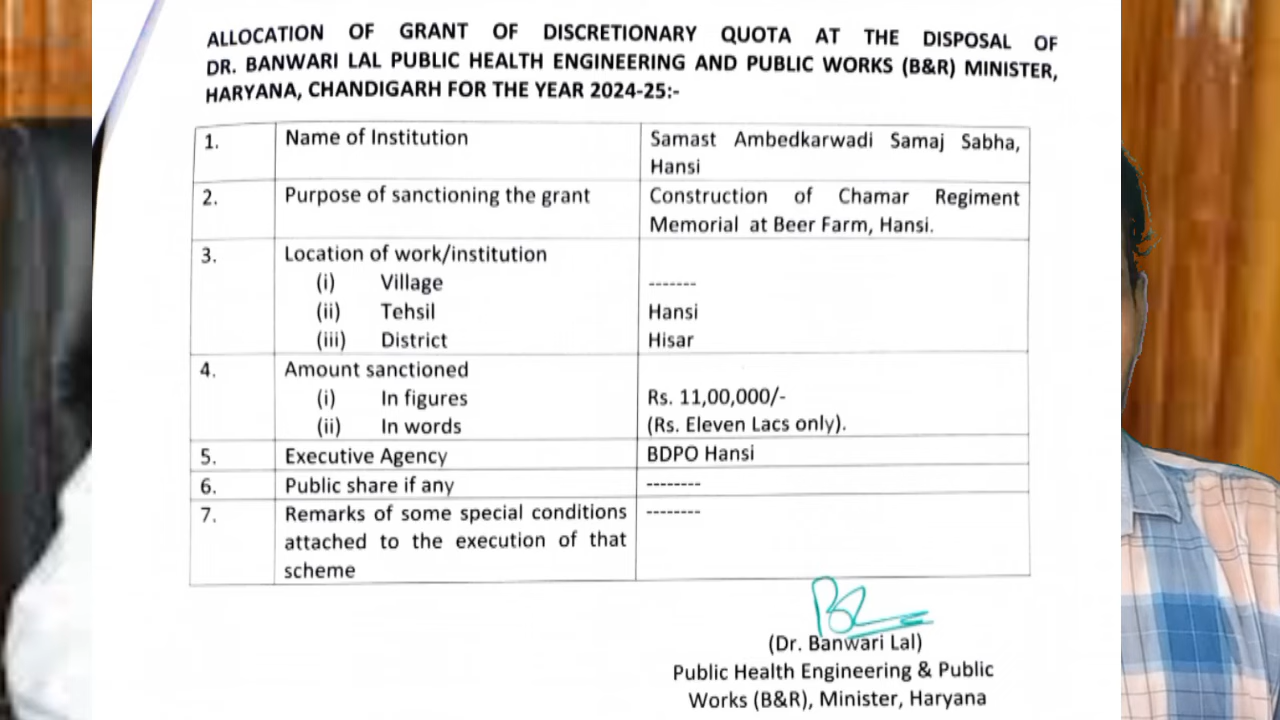 ALLOCATION OF GRANT OF DISCRETIONARY QUOTA AT THE DISPOSAL OF
DR. BANWARI LAL PUBLIC HEALTH ENGINEERING AND PUBLIC WORKS (B&R) MINISTER,
HARYANA, CHANDIGARH FOR THE YEAR 2024-25:-
1. Name of Institution Samast Ambedkarwadi Samaj Sabha,
Hansi
2. Purpose of sanctioning the grant Construction of Chamar Regiment
Memorial at Beer Farm, Hansi.
3. Location of work/institution
(i) Village -------
(ii) Tehsil Hansi
(iii) District Hisar
4. Amount sanctioned
(i) In figures Rs. 11,00,000/-
(ii) In words (Rs. Eleven Lacs only).
5. Executive Agency BDPO Hansi
6. Public share if any --------
7. Remarks of some special conditions --------
attached to the execution of that
scheme
(Dr. Banwari Lal)
Public Health Engineering & Public
Works (B&R), Minister, Haryana